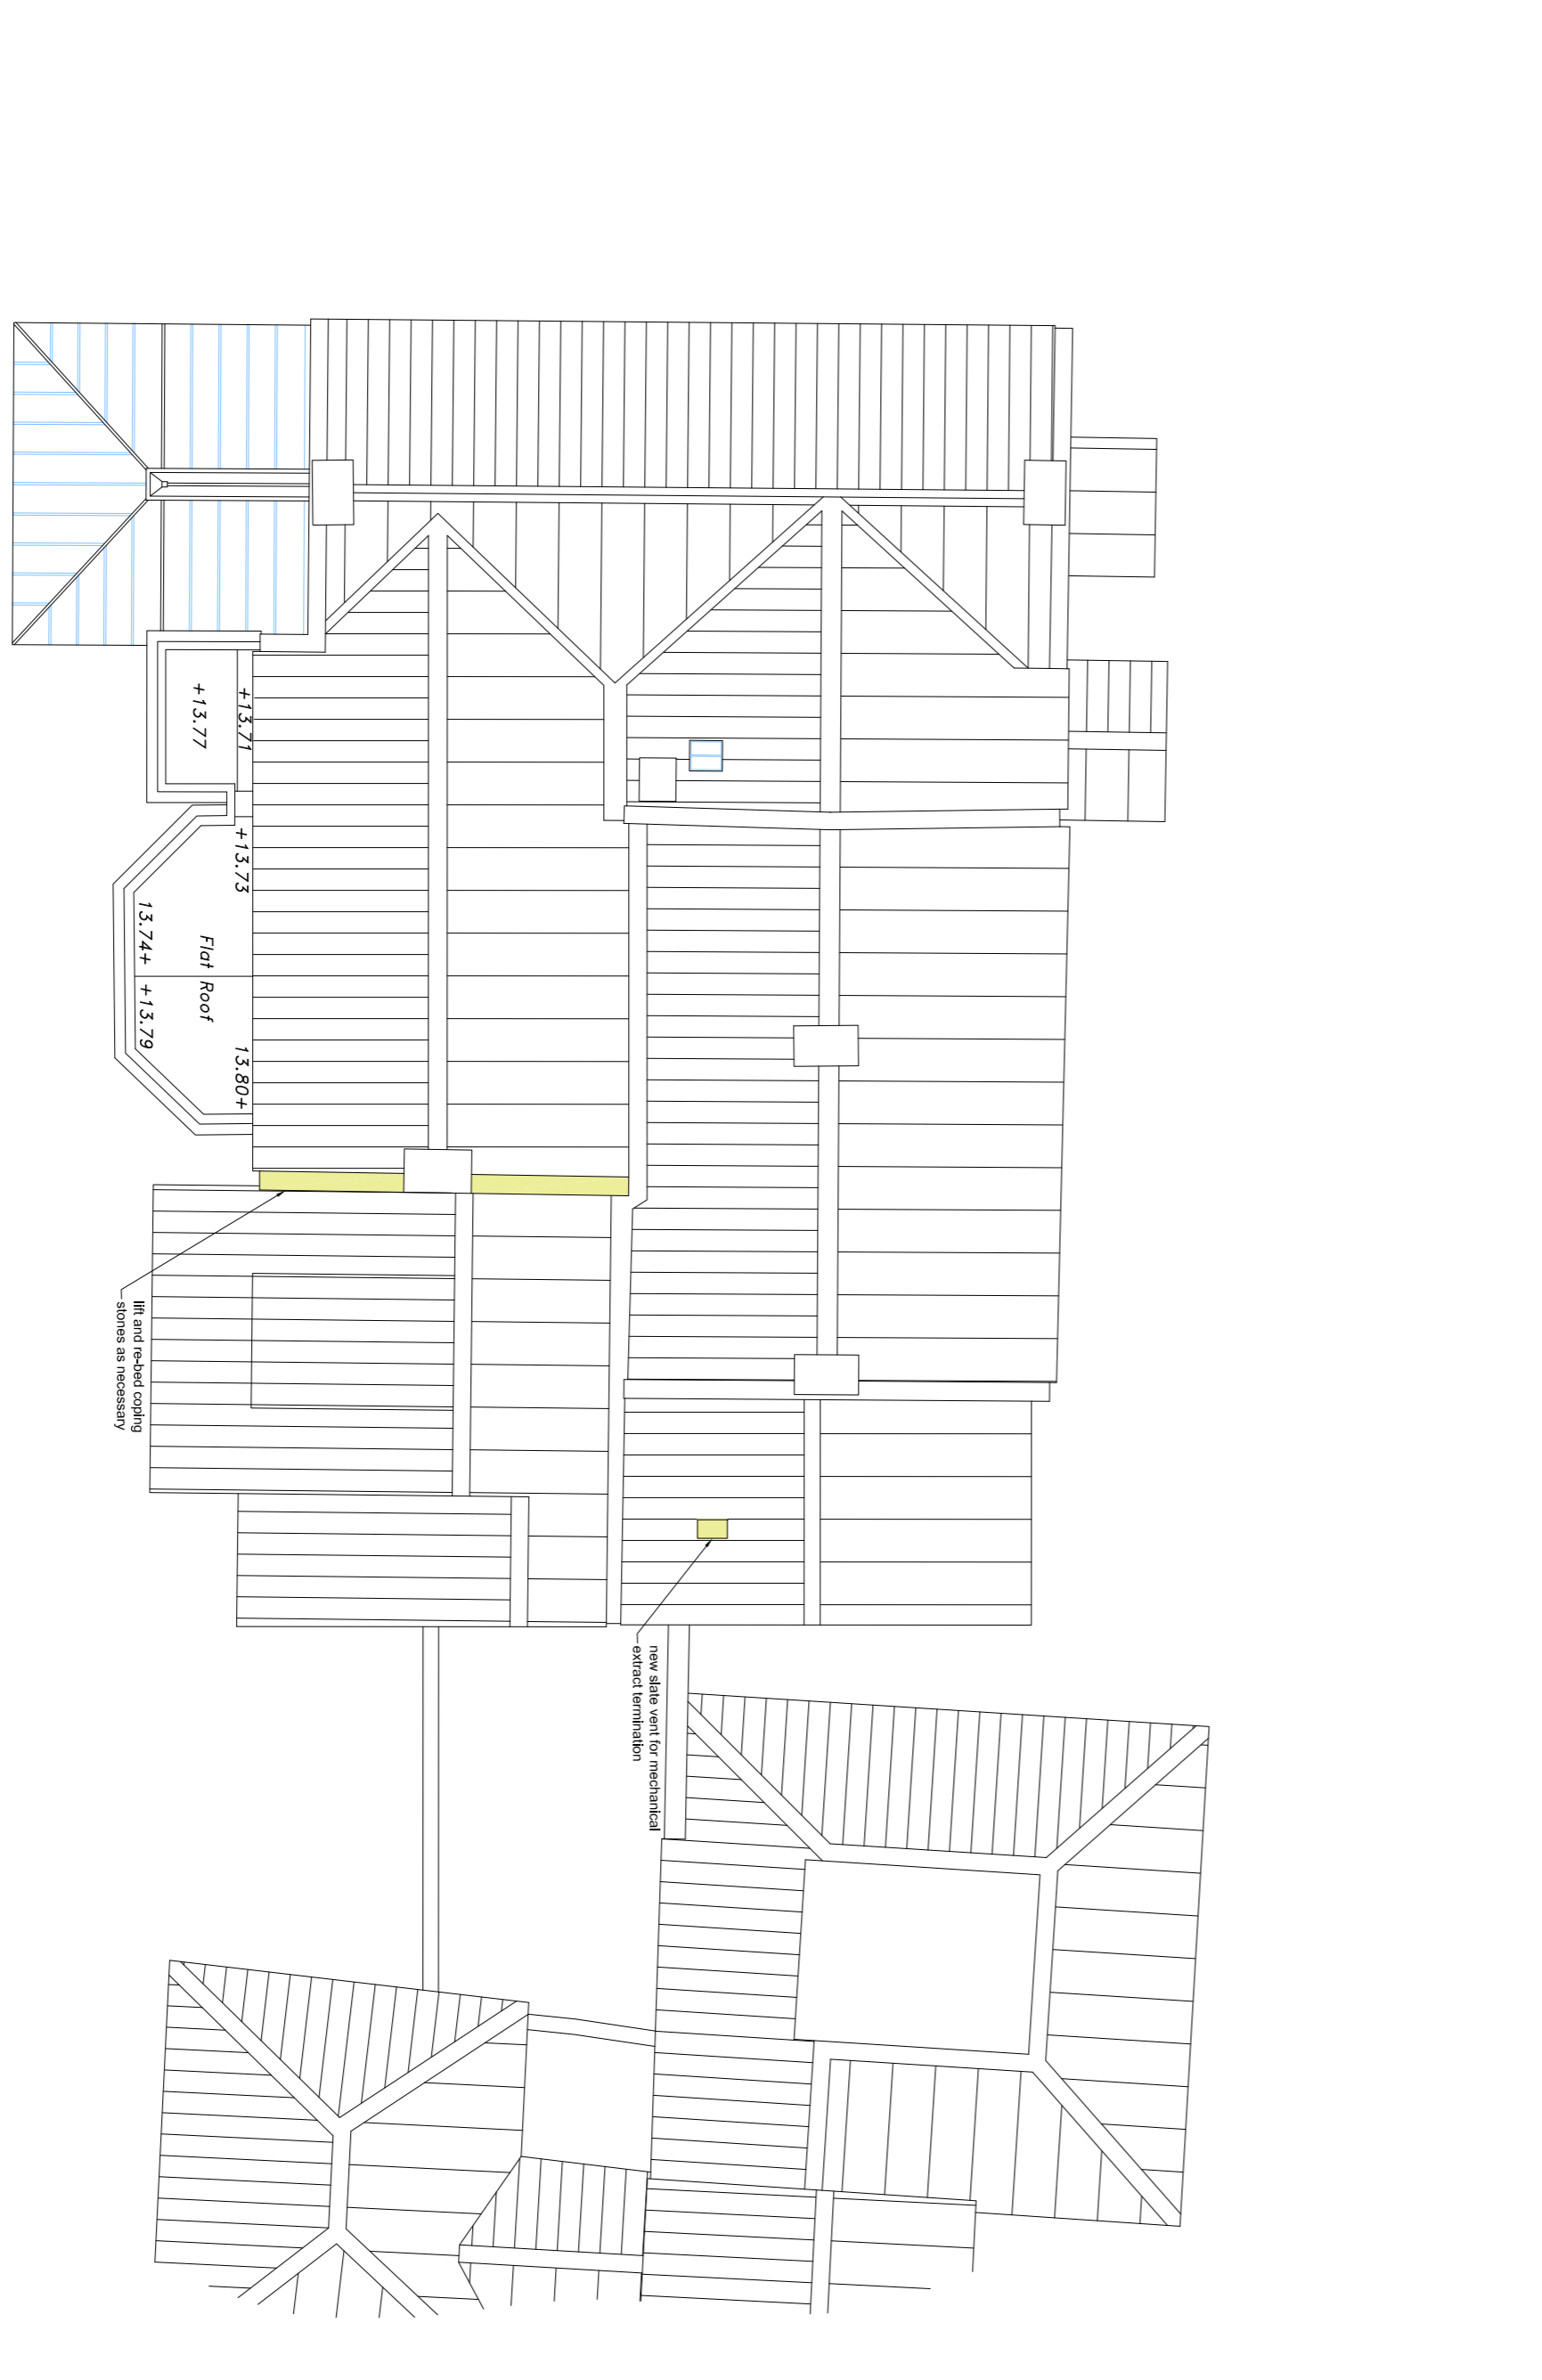 +13.71
+13.77
+13.73
Flat Roof
13.74+
+13.79
13.80+
lift and re-bed coping
stones as necessary
new slate vent for mechanical
extract termination